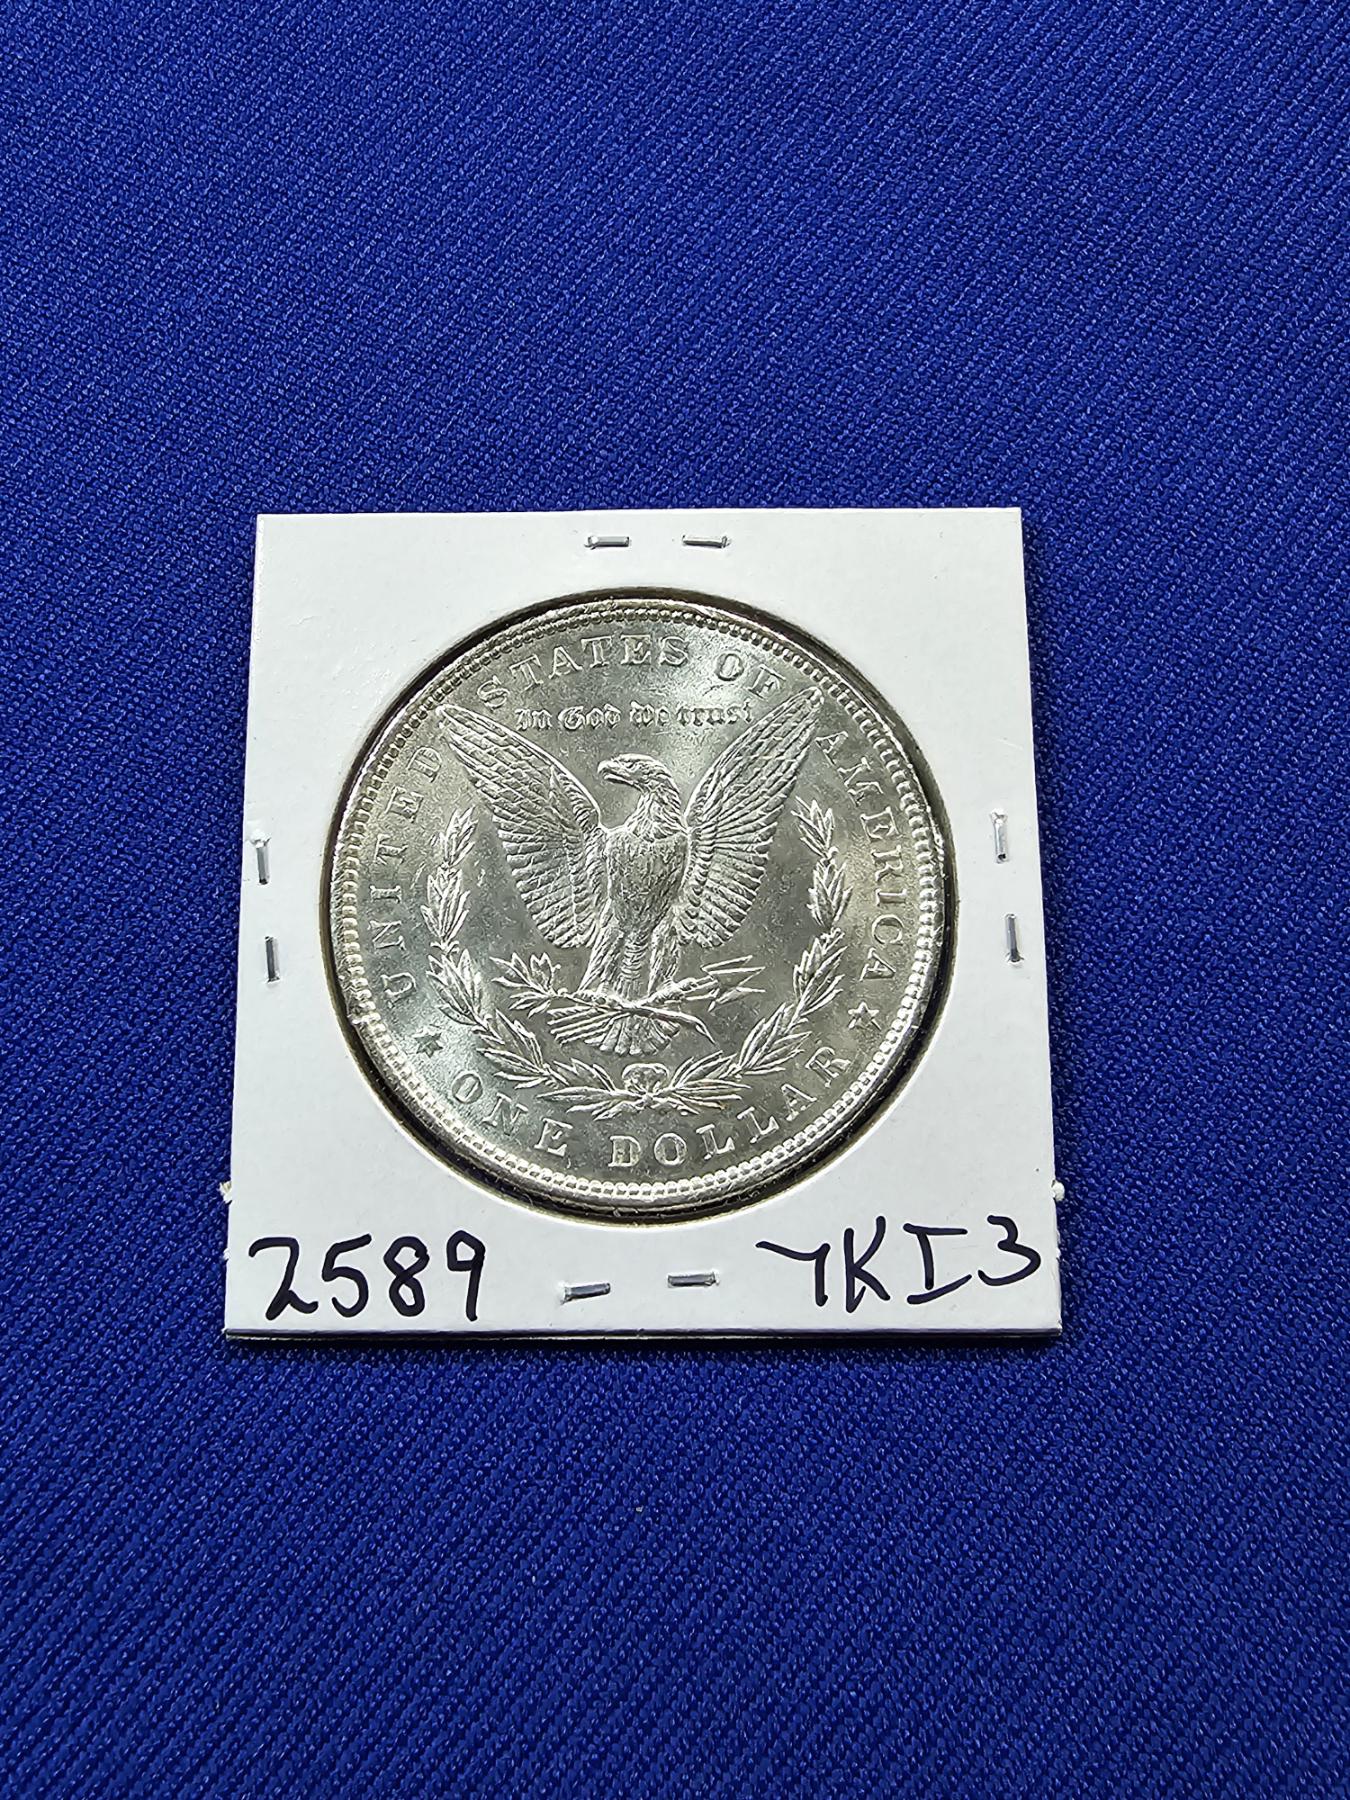 UNITED STATES OF AMERICA
In God we trust
ONE DOLLAR
2589 YKI3